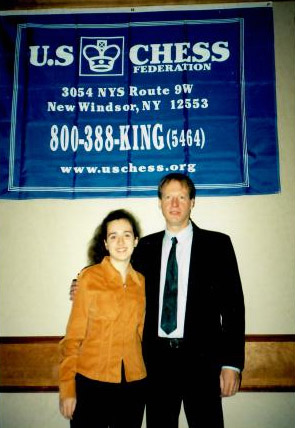 U.S CHESS
FEDERATION
3054 NYS Route 9W
New Windsor, NY 12553
800-388-KING (5464)
www.uschess.org